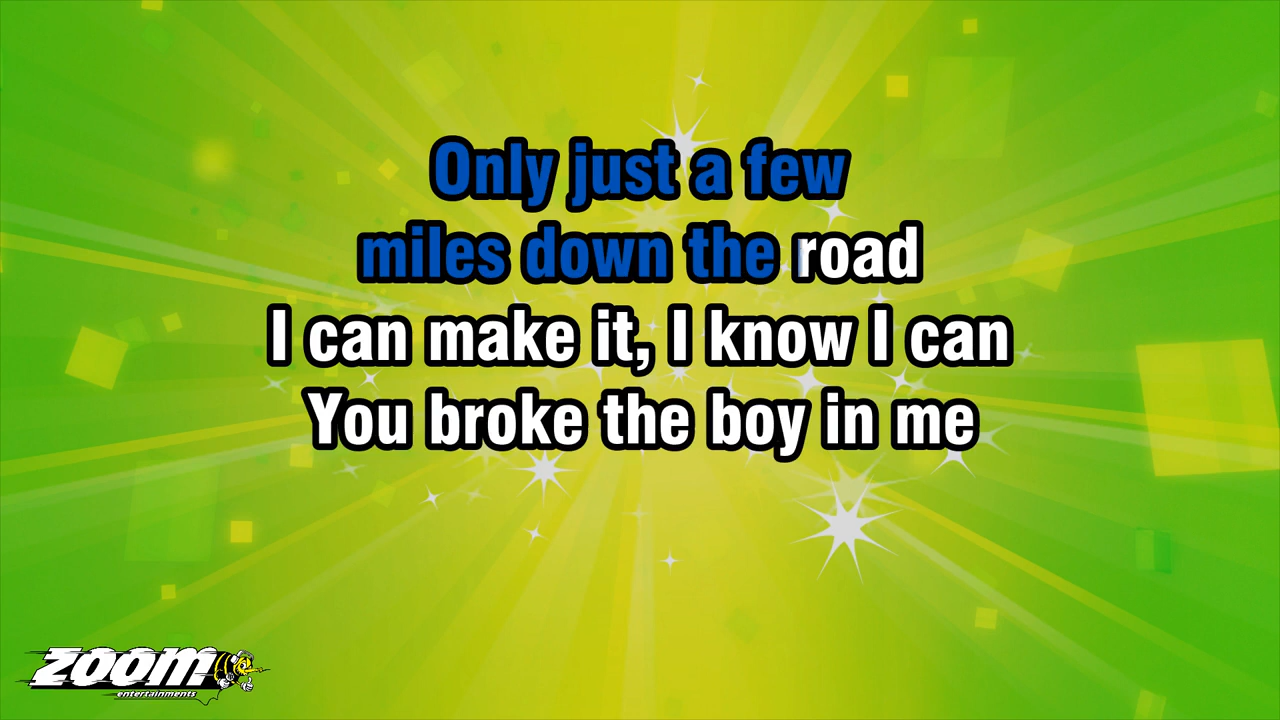 Only just a few
miles down the road
I can make it, I know I can
You broke the boy in me
ZOOM
entertainments